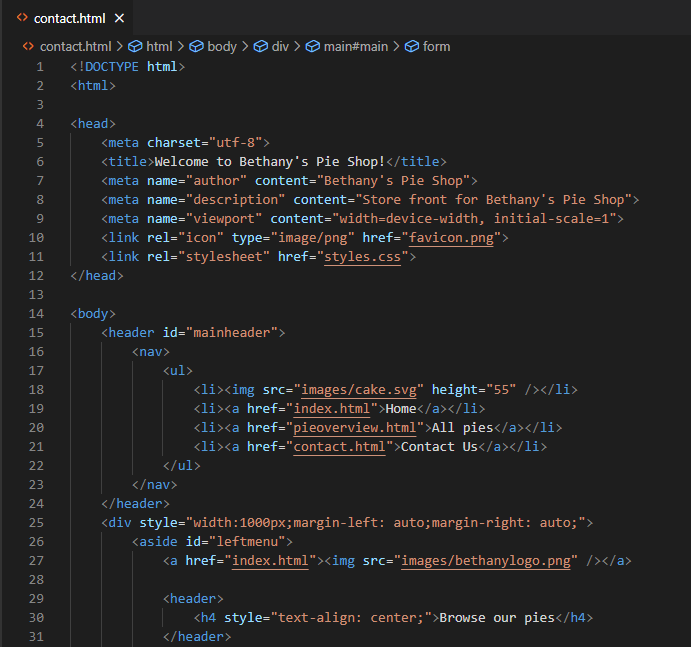 contact.html
contact.html > html > body > div > main#main > form
1 <!DOCTYPE html>
2 <html>
3
4 <head>
5     <meta charset="utf-8">
6     <title>Welcome to Bethany's Pie Shop!</title>
7     <meta name="author" content="Bethany's Pie Shop">
8     <meta name="description" content="Store front for Bethany's Pie Shop">
9     <meta name="viewport" content="width=device-width, initial-scale=1">
10     <link rel="icon" type="image/png" href="favicon.png">
11     <link rel="stylesheet" href="styles.css">
12 </head>
13
14 <body>
15     <header id="mainheader">
16         <nav>
17             <ul>
18                 <li><img src="images/cake.svg" height="55" /></li>
19                 <li><a href="index.html">Home</a></li>
20                 <li><a href="pieoverview.html">All pies</a></li>
21                 <li><a href="contact.html">Contact Us</a></li>
22             </ul>
23         </nav>
24     </header>
25     <div style="width:1000px;margin-left: auto;margin-right: auto;">
26         <aside id="leftmenu">
27             <a href="index.html"><img src="images/bethanylogo.png" /></a>
28
29             <header>
30                 <h4 style="text-align: center;">Browse our pies</h4>
31             </header>